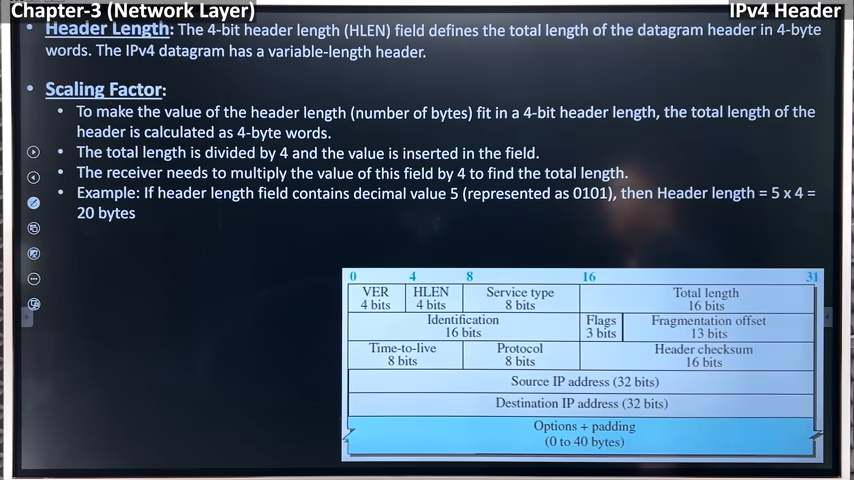 Chapter-3 (Network Layer)
IPv4 Header
• Header Length: The 4-bit header length (HLEN) field defines the total length of the datagram header in 4-byte
words. The IPv4 datagram has a variable-length header.
• Scaling Factor:
• To make the value of the header length (number of bytes) fit in a 4-bit header length, the total length of the
header is calculated as 4-byte words.
• The total length is divided by 4 and the value is inserted in the field.
• The receiver needs to multiply the value of this field by 4 to find the total length.
• Example: If header length field contains decimal value 5 (represented as 0101), then Header length = 5 x 4 =
20 bytes
0 4 8 16 31
VER HLEN Service type Total length
4 bits 4 bits 8 bits 16 bits
Identification Flags Fragmentation offset
16 bits 3 bits 13 bits
Time-to-live Protocol Header checksum
8 bits 8 bits 16 bits
Source IP address (32 bits)
Destination IP address (32 bits)
Options + padding
(0 to 40 bytes)